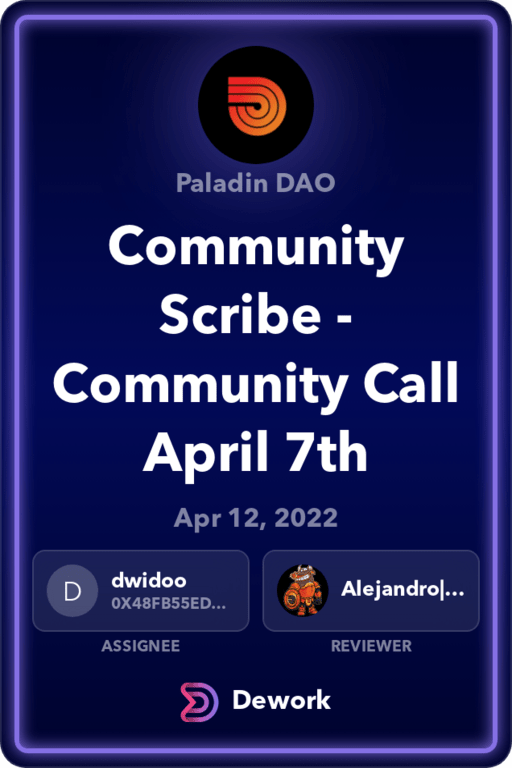 Paladin DAO
Community
Scribe -
Community Call
April 7th
Apr 12, 2022
D
dwidoo
0X48FB55ED...
ASSIGNEE
Alejandro|...
REVIEWER
Dework